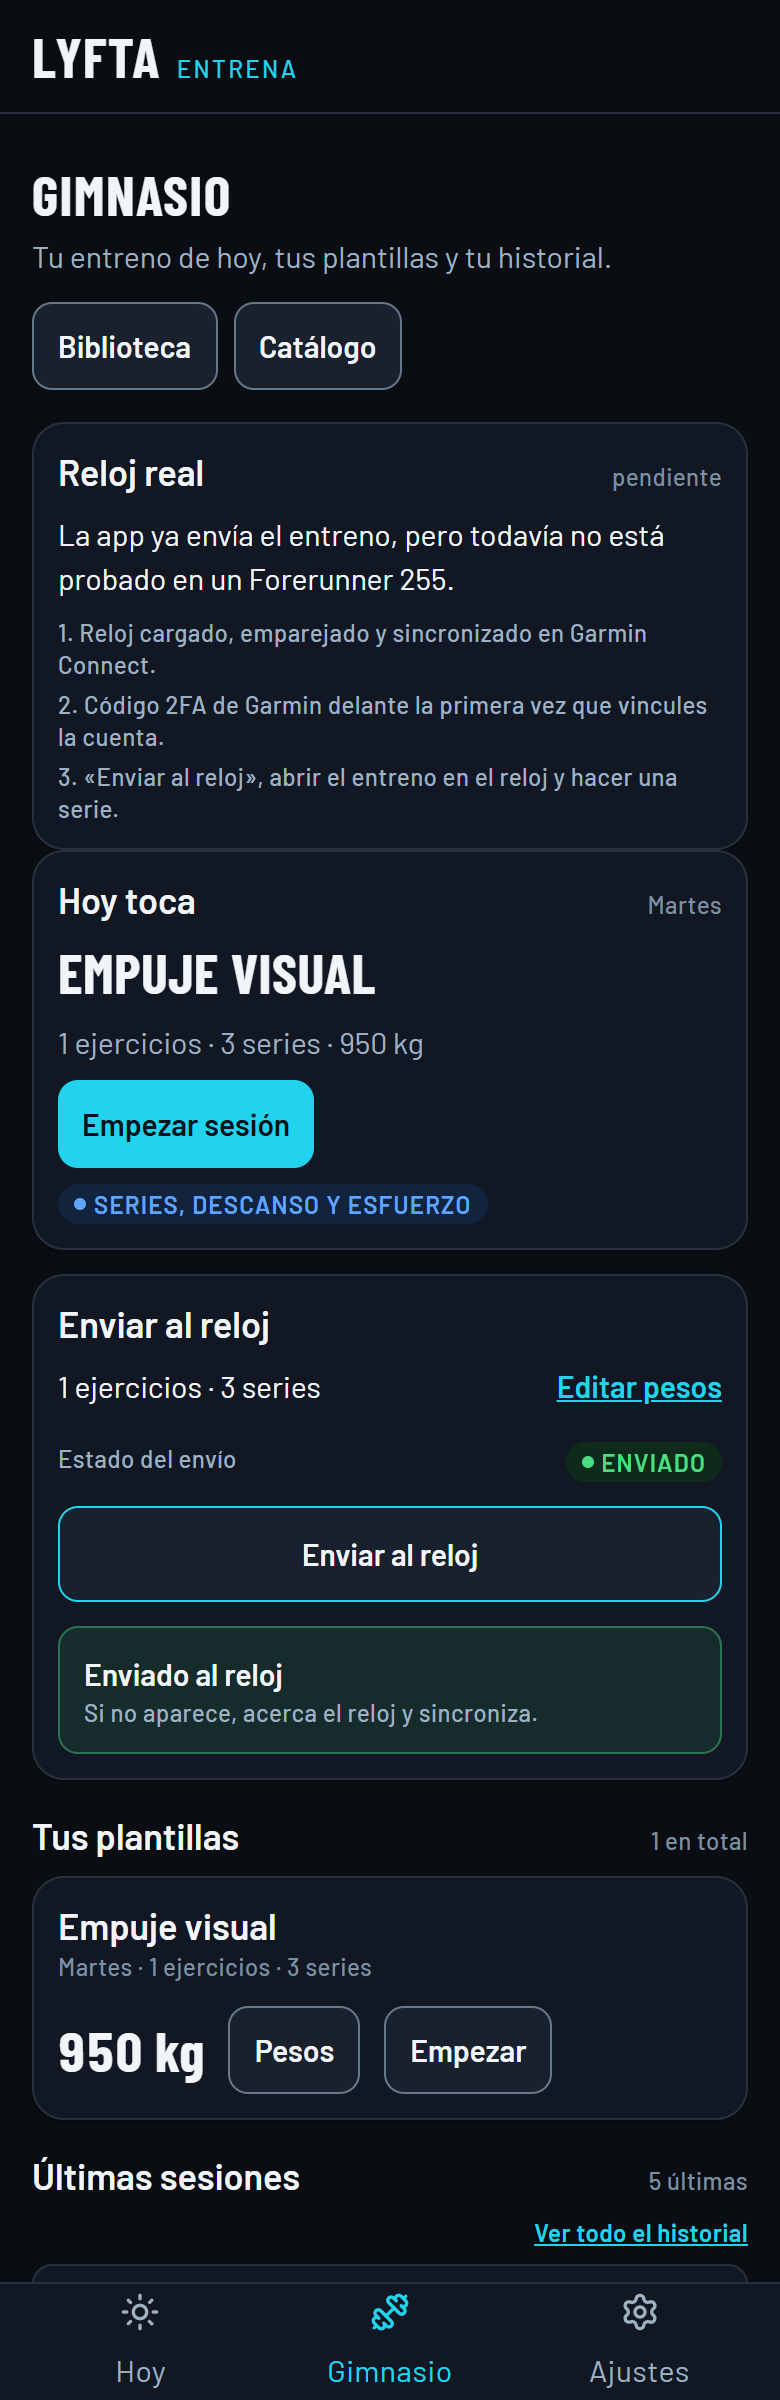 LYFTA ENTRENA
GIMNASIO
Tu entreno de hoy, tus plantillas y tu historial.
Biblioteca Catálogo
Reloj real pendiente
La app ya envía el entreno, pero todavía no está
probado en un Forerunner 255.
1. Reloj cargado, emparejado y sincronizado en Garmin
Connect.
2. Código 2FA de Garmin delante la primera vez que vincules
la cuenta.
3. «Enviar al reloj», abrir el entreno en el reloj y hacer una
serie.
Hoy toca Martes
EMPUJE VISUAL
1 ejercicios · 3 series · 950 kg
Empezar sesión
SERIES, DESCANSO Y ESFUERZO
Enviar al reloj
1 ejercicios · 3 series Editar pesos
Estado del envío ENVIADO
Enviar al reloj
Enviado al reloj
Si no aparece, acerca el reloj y sincroniza.
Tus plantillas 1 en total
Empuje visual
Martes · 1 ejercicios · 3 series
950 kg Pesos Empezar
Últimas sesiones 5 últimas
Ver todo el historial
Hoy Gimnasio Ajustes